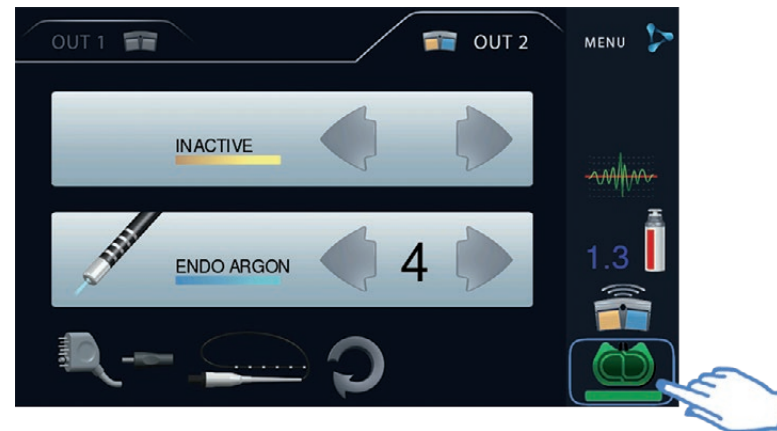 OUT 1
OUT 2
MENU
INACTIVE
1.3
ENDO ARGON
4